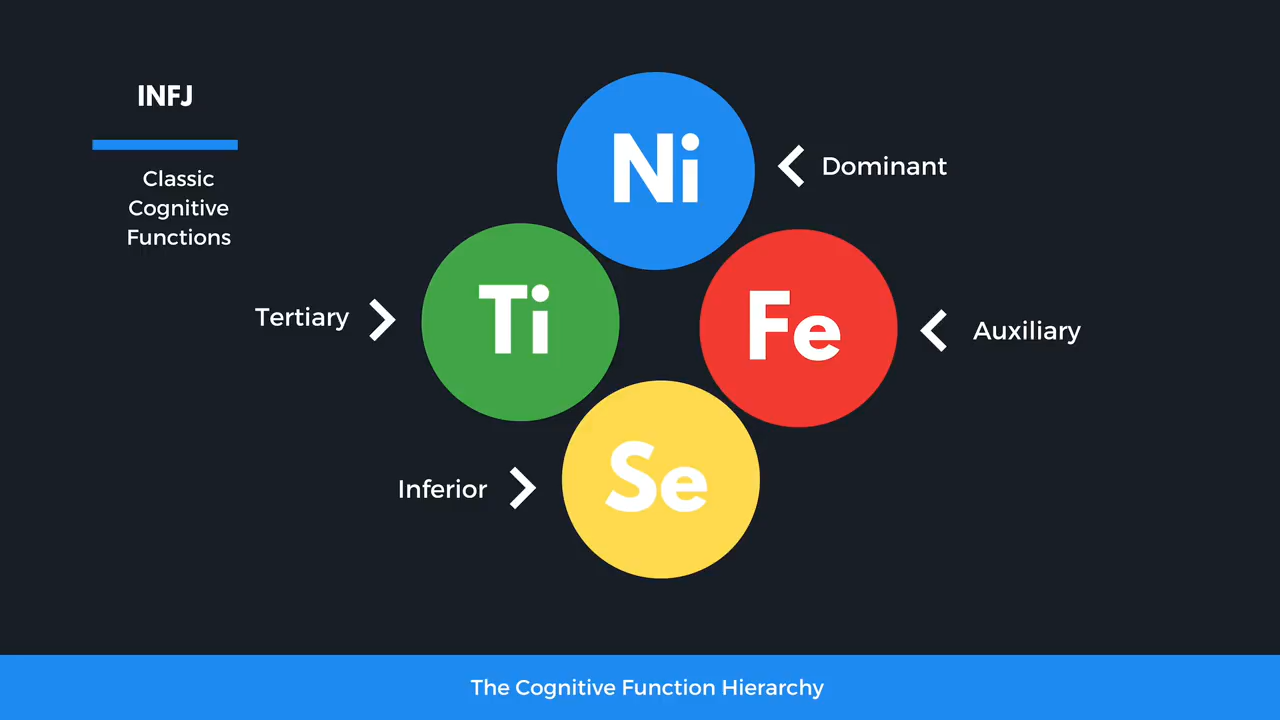 INFJ
Classic
Cognitive
Functions
Ni
Dominant
Tertiary
Ti
Fe
Auxiliary
Inferior
Se
The Cognitive Function Hierarchy